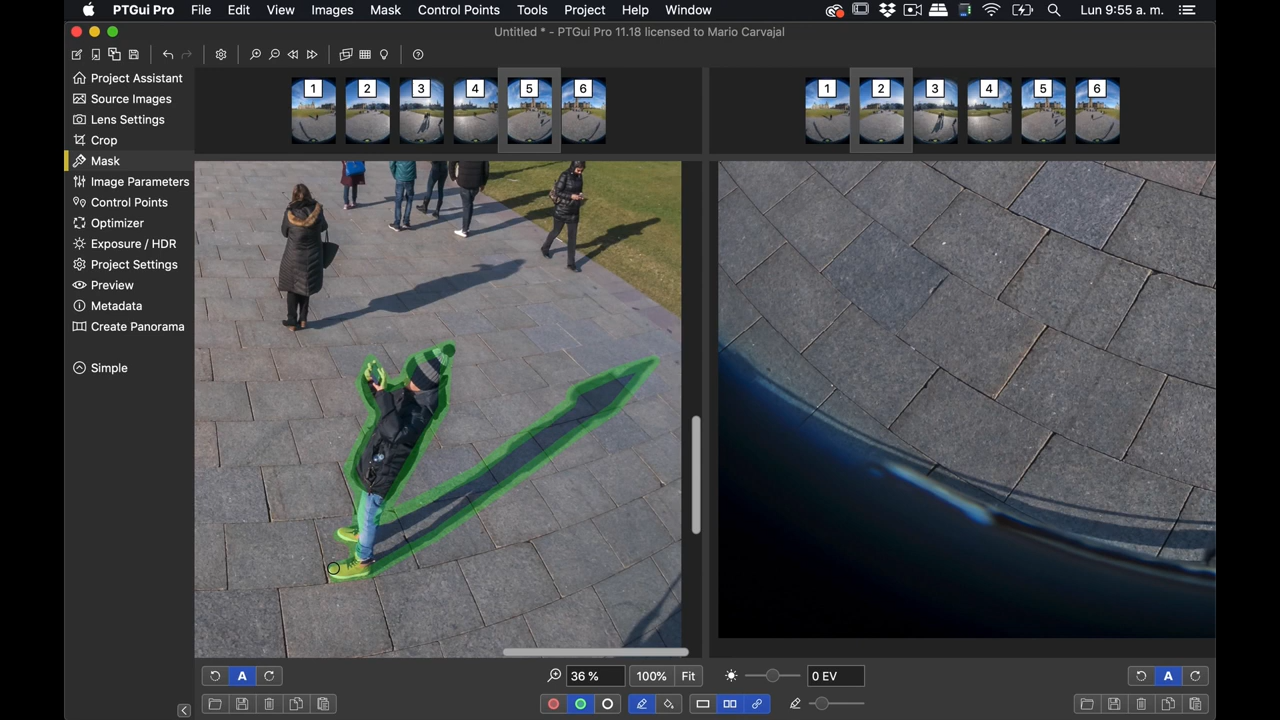 PTGui Pro File Edit View Images Mask Control Points Tools Project Help Window Lun 9:55 a. m.
Untitled * - PTGui Pro 11.18 licensed to Mario Carvajal
Project Assistant
Source Images
Lens Settings
Crop
Mask
Image Parameters
Control Points
Optimizer
Exposure / HDR
Project Settings
Preview
Metadata
Create Panorama
Simple
1 2 3 4 5 6
1 2 3 4 5 6
A 36 % 100% Fit 0 EV A